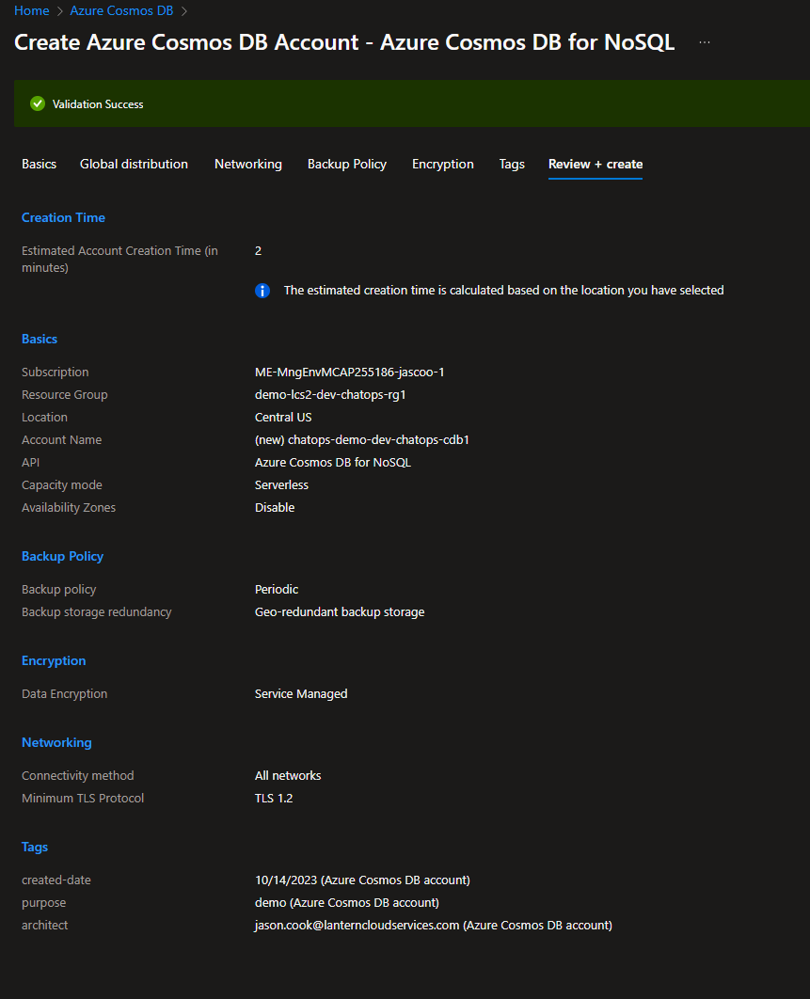 Home > Azure Cosmos DB >
Create Azure Cosmos DB Account - Azure Cosmos DB for NoSQL ...
Validation Success
Basics Global distribution Networking Backup Policy Encryption Tags Review + create
Creation Time
Estimated Account Creation Time (in 2
minutes)
The estimated creation time is calculated based on the location you have selected
Basics
Subscription ME-MngEnvMCAP255186-jascoo-1
Resource Group demo-lcs2-dev-chatops-rg1
Location Central US
Account Name (new) chatops-demo-dev-chatops-cdb1
API Azure Cosmos DB for NoSQL
Capacity mode Serverless
Availability Zones Disable
Backup Policy
Backup policy Periodic
Backup storage redundancy Geo-redundant backup storage
Encryption
Data Encryption Service Managed
Networking
Connectivity method All networks
Minimum TLS Protocol TLS 1.2
Tags
created-date 10/14/2023 (Azure Cosmos DB account)
purpose demo (Azure Cosmos DB account)
architect jason.cook@lanterncloudservices.com (Azure Cosmos DB account)